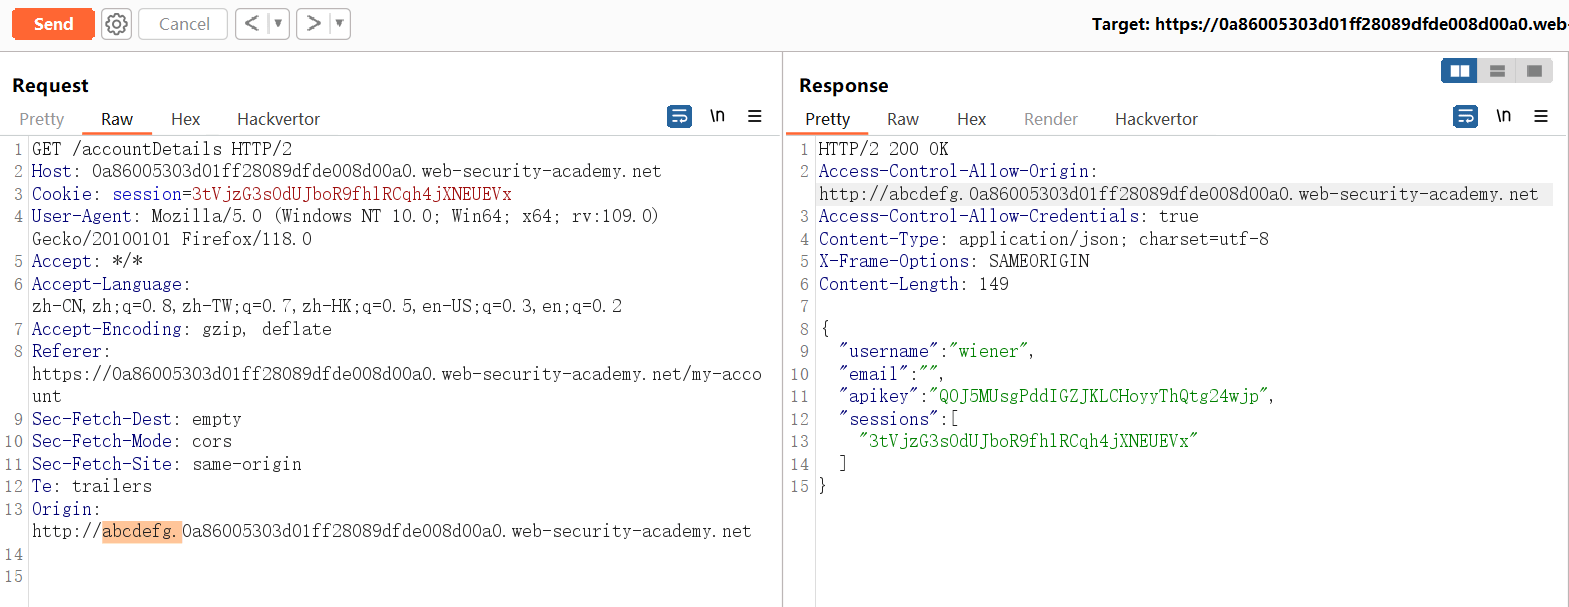 Send Cancel < > Target: https://0a86005303d01ff28089dfde008d00a0.web-
Request
Pretty Raw Hex Hackvertor \n
1 GET /accountDetails HTTP/2
2 Host: 0a86005303d01ff28089dfde008d00a0.web-security-academy.net
3 Cookie: session=3tVjzG3sOdUJboR9fhlRCqh4jXNEUEVx
4 User-Agent: Mozilla/5.0 (Windows NT 10.0; Win64; x64; rv:109.0)
Gecko/20100101 Firefox/118.0
5 Accept: */*
6 Accept-Language:
zh-CN,zh;q=0.8,zh-TW;q=0.7,zh-HK;q=0.5,en-US;q=0.3,en;q=0.2
7 Accept-Encoding: gzip, deflate
8 Referer:
https://0a86005303d01ff28089dfde008d00a0.web-security-academy.net/my-acco
unt
9 Sec-Fetch-Dest: empty
10 Sec-Fetch-Mode: cors
11 Sec-Fetch-Site: same-origin
12 Te: trailers
13 Origin:
http://abcdefg.0a86005303d01ff28089dfde008d00a0.web-security-academy.net
14
15
Response
Pretty Raw Hex Render Hackvertor \n
1 HTTP/2 200 OK
2 Access-Control-Allow-Origin:
http://abcdefg.0a86005303d01ff28089dfde008d00a0.web-security-academy.net
3 Access-Control-Allow-Credentials: true
4 Content-Type: application/json; charset=utf-8
5 X-Frame-Options: SAMEORIGIN
6 Content-Length: 149
7
8 {
9 "username":"wiener",
10 "email":"",
11 "apikey":"QOJ5MUsgPddIGZJKLCHoyyThQtg24wjp",
12 "sessions":[
13 "3tVjzG3sOdUJboR9fhlRCqh4jXNEUEVx"
14 ]
15 }